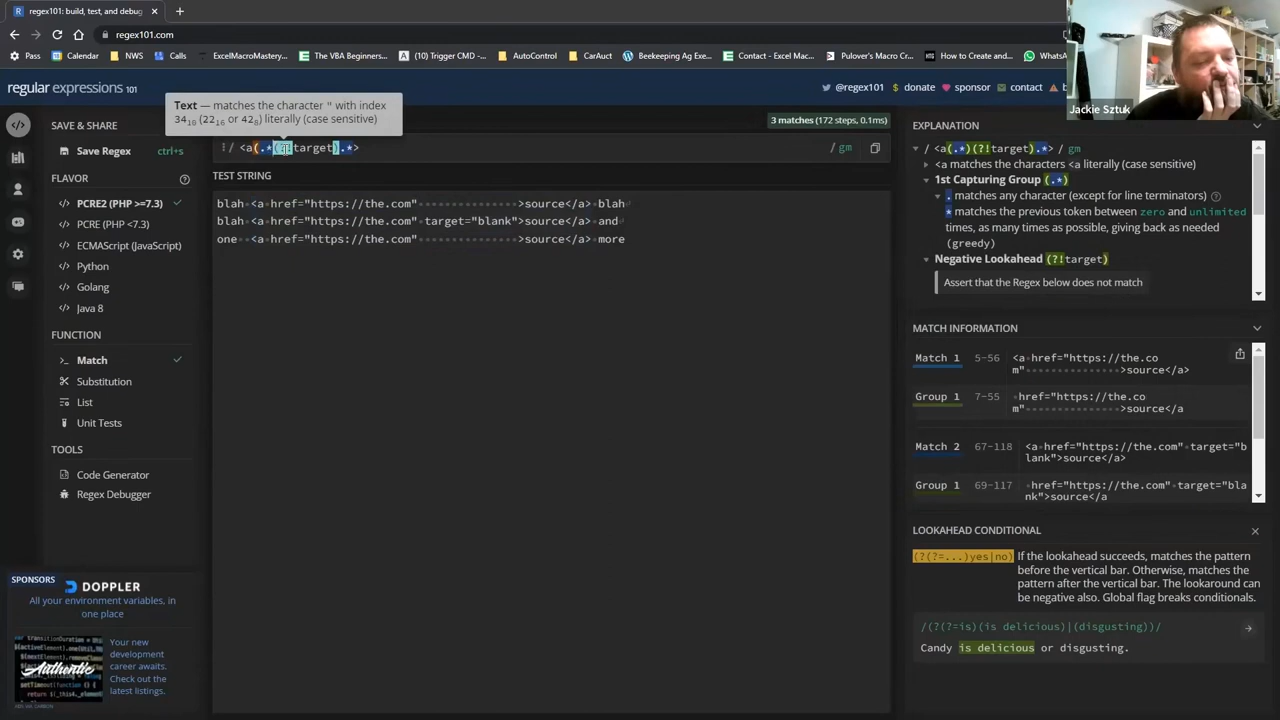 regex101: build, test, and debug
regex101.com
Pass
Calendar
NWS
Calls
ExcelMacroMastery...
The VBA Beginners...
(10) Trigger CMD -...
AutoControl
CarAuct
Beekeeping Ag Exe...
Contact - Excel Mac...
Pulover's Macro Cr...
How to Create and...
WhatsA
Jackie Sztuk
regular expressions 101
@regex101
donate
sponsor
contact
Text — matches the character " with index
34₁₀ (22₁₆ or 42₈) literally (case sensitive)
3 matches (172 steps, 0.1ms)
SAVE & SHARE
Save Regex
ctrl+s
FLAVOR
PCRE2 (PHP >=7.3)
PCRE (PHP <7.3)
ECMAScript (JavaScript)
Python
Golang
Java 8
FUNCTION
Match
Substitution
List
Unit Tests
TOOLS
Code Generator
Regex Debugger
SPONSORS
DOPPLER
All your environment variables, in
one place
Authentic
Your new
development
career awaits.
Check out the
latest listings.
ADS VIA CARBON
/ <a(.*(?!target).*>
/ gm
TEST STRING
blah·<a·href="https://the.com"···············>source</a>·blah
blah·<a·href="https://the.com"·target="blank">source</a>·and
one··<a·href="https://the.com"···············>source</a>·more
EXPLANATION
/ <a(.*)(?!target).*> / gm
<a matches the characters <a literally (case sensitive)
1st Capturing Group (.*)
. matches any character (except for line terminators)
* matches the previous token between zero and unlimited
times, as many times as possible, giving back as needed
(greedy)
Negative Lookahead (?!target)
Assert that the Regex below does not match
MATCH INFORMATION
Match 1
5-56
<a·href="https://the.co
m"···············>source</a>
Group 1
7-55
·href="https://the.co
m"···············>source</a
Match 2
67-118
<a·href="https://the.com"·target="b
lank">source</a>
Group 1
69-117
·href="https://the.com"·target="bla
nk">source</a
LOOKAHEAD CONDITIONAL
(?(?=...)yes|no)
If the lookahead succeeds, matches the pattern
before the vertical bar. Otherwise, matches the
pattern after the vertical bar. The lookaround can
be negative also. Global flag breaks conditionals.
/(?(?=is)(is delicious)|(disgusting))/
Candy is delicious or disgusting.